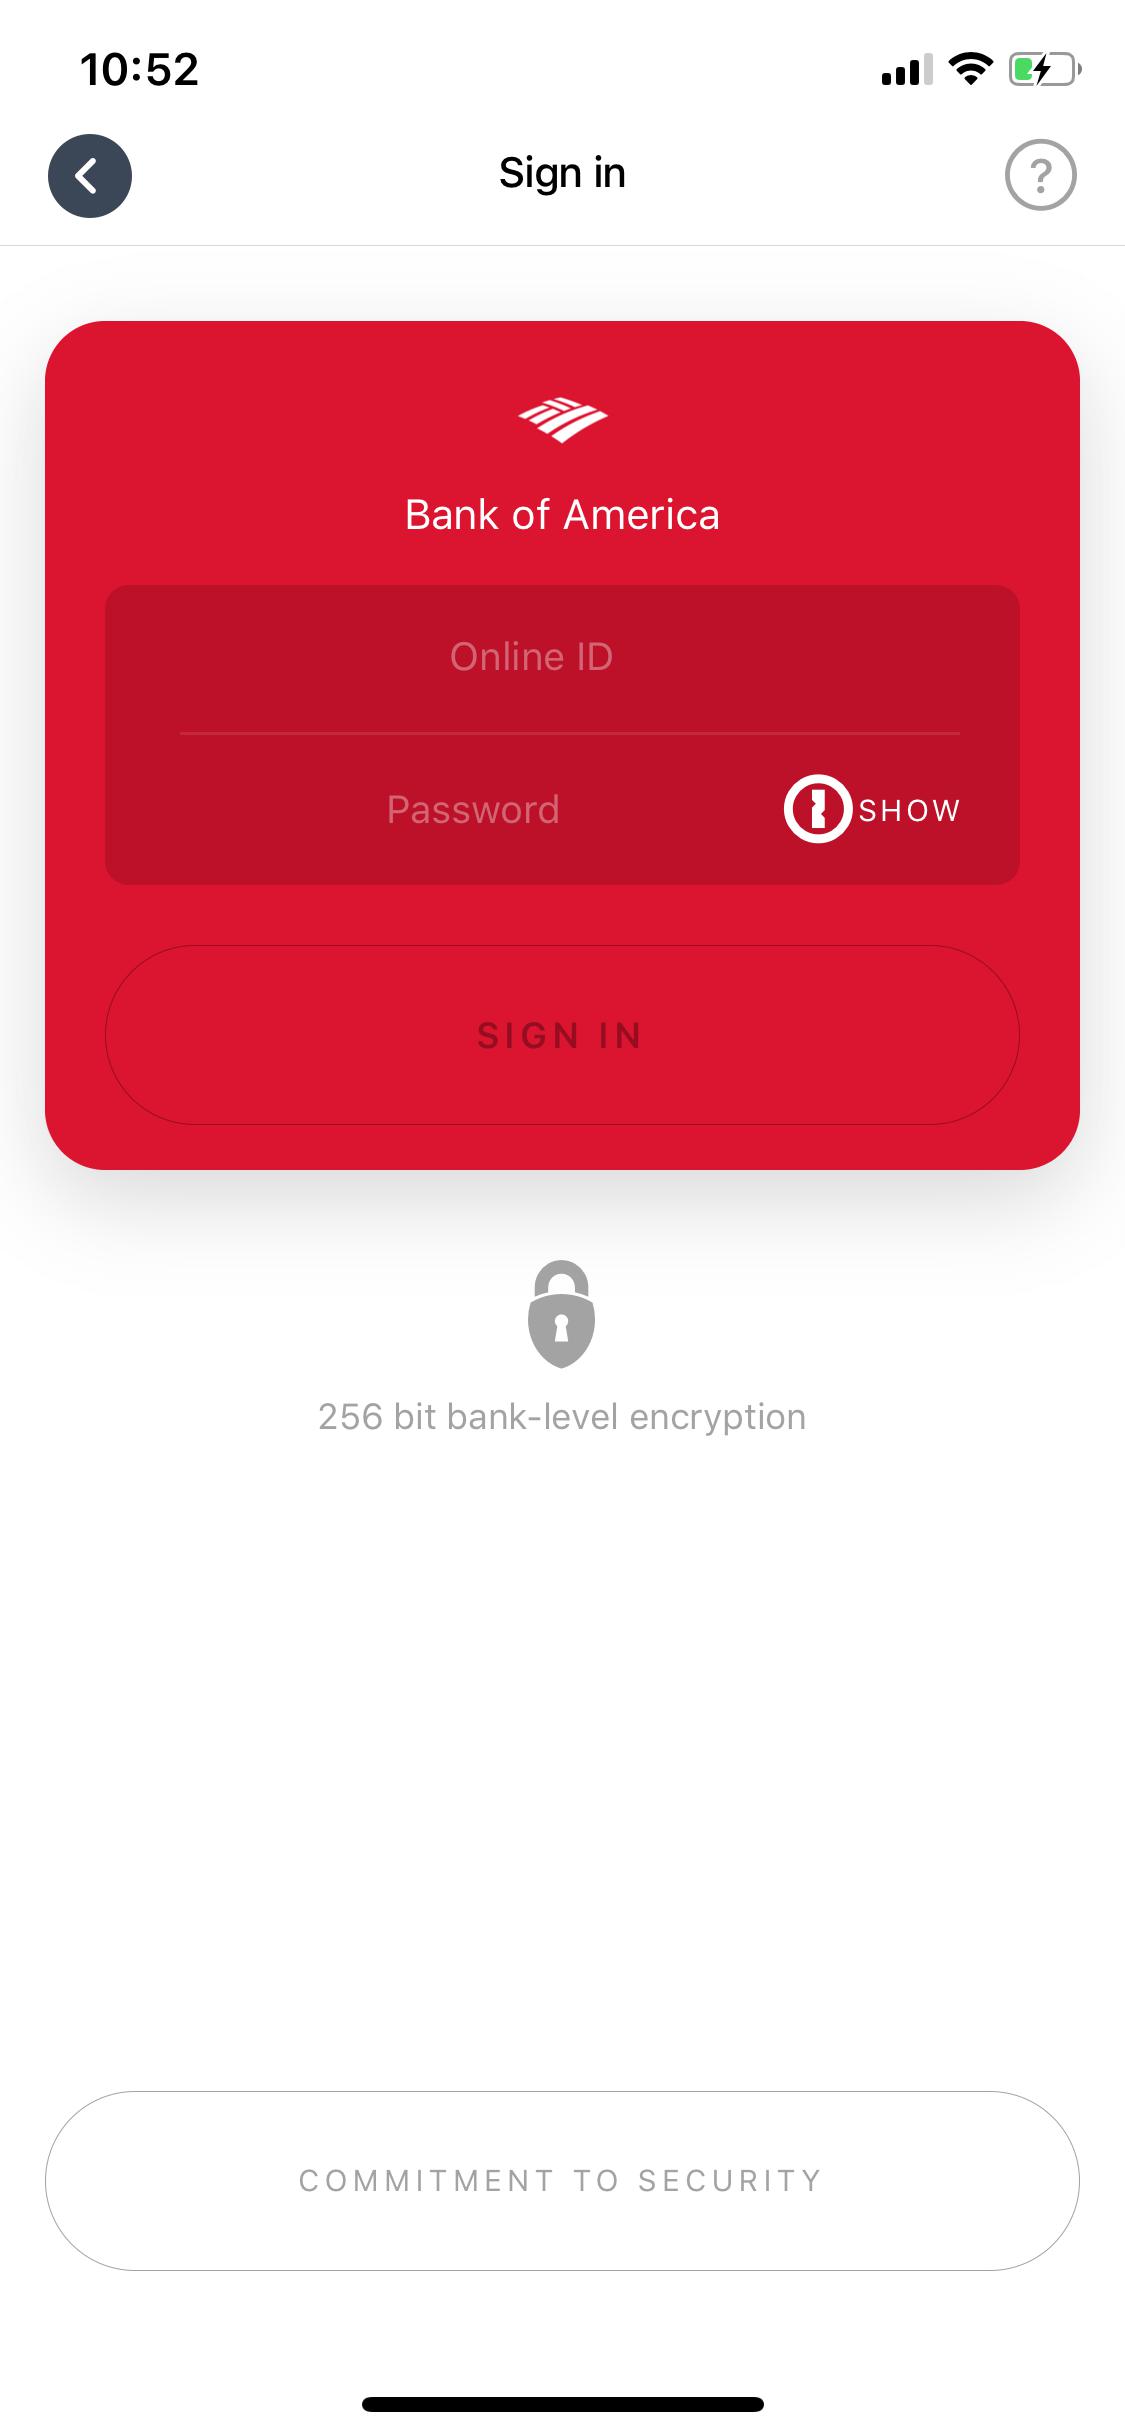 10:52
Sign in
?
Bank of America
Online ID
Password
SHOW
SIGN IN
256 bit bank-level encryption
COMMITMENT TO SECURITY